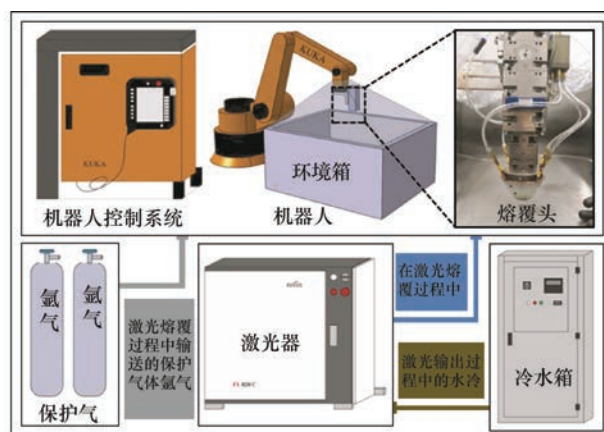 KUKA
KUKA
机器人控制系统
机器人
环境箱
熔覆头
氩
气
氩
气
保护气
激光熔覆
过程中输
送的保护
气体氩气
激光器
在激光熔
覆过程中
激光输出过
程中的水冷
冷水箱